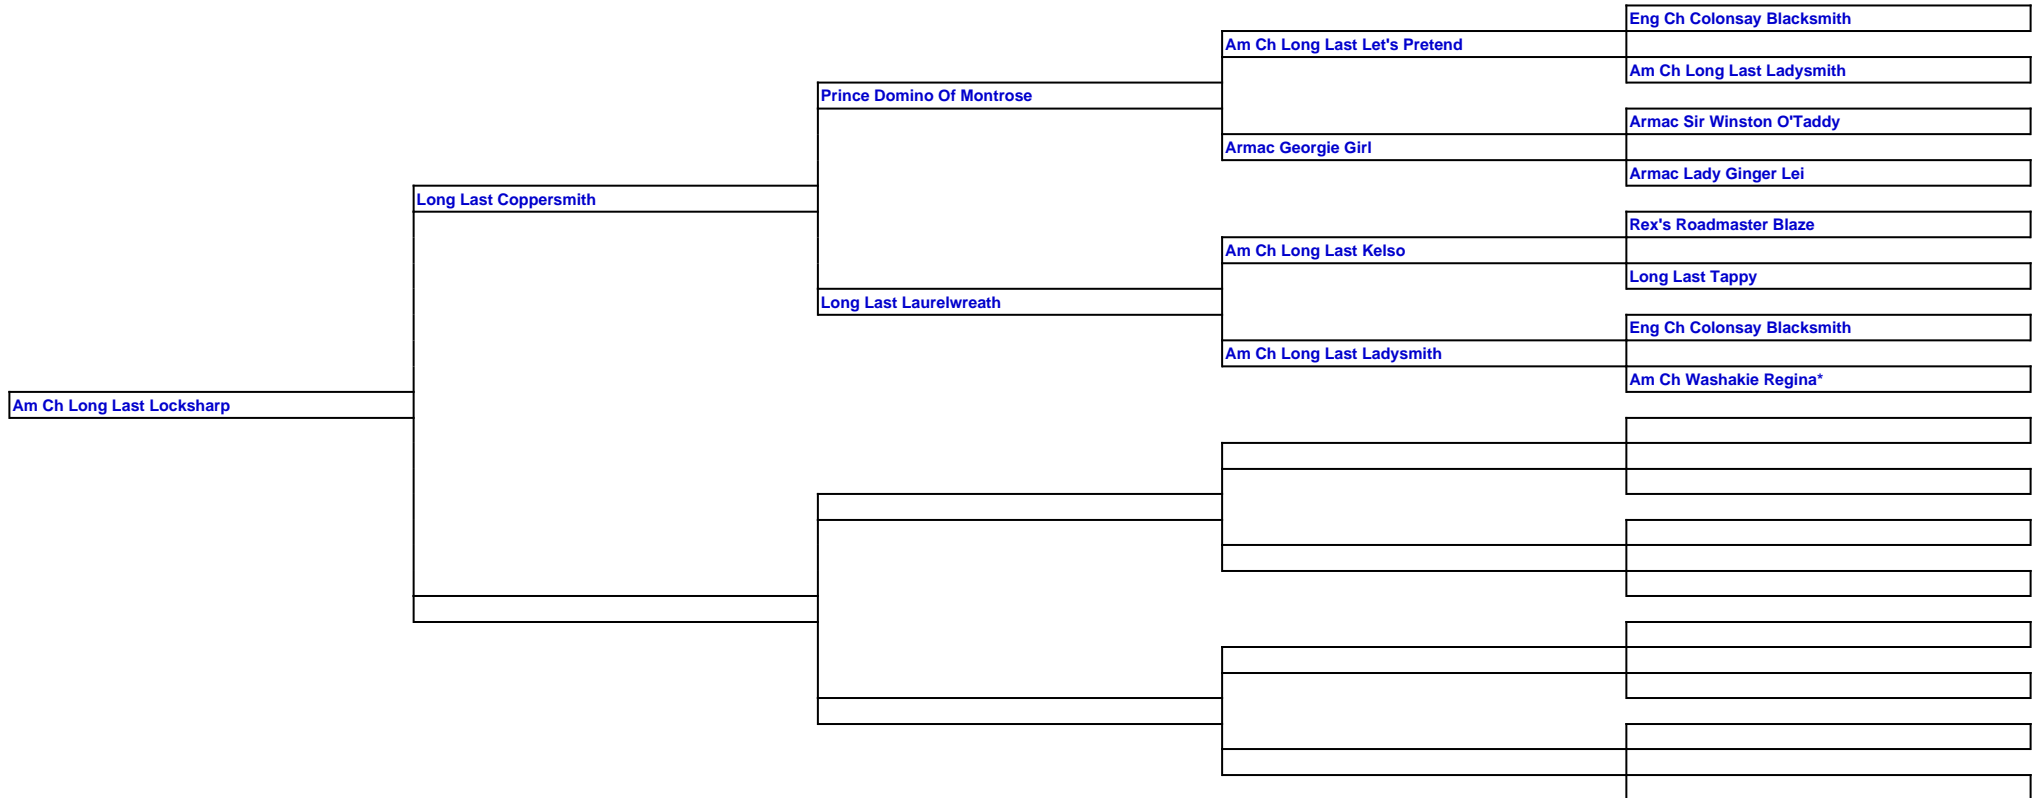 Eng Ch Colonsay Blacksmith
Am Ch Long Last Let's Pretend
Am Ch Long Last Ladysmith
Prince Domino Of Montrose
Armac Sir Winston O'Taddy
Armac Georgie Girl
Armac Lady Ginger Lei
Long Last Coppersmith
Rex's Roadmaster Blaze
Am Ch Long Last Kelso
Long Last Tappy
Long Last Laurelwreath
Eng Ch Colonsay Blacksmith
Am Ch Long Last Ladysmith
Am Ch Washakie Regina*
Am Ch Long Last Locksharp